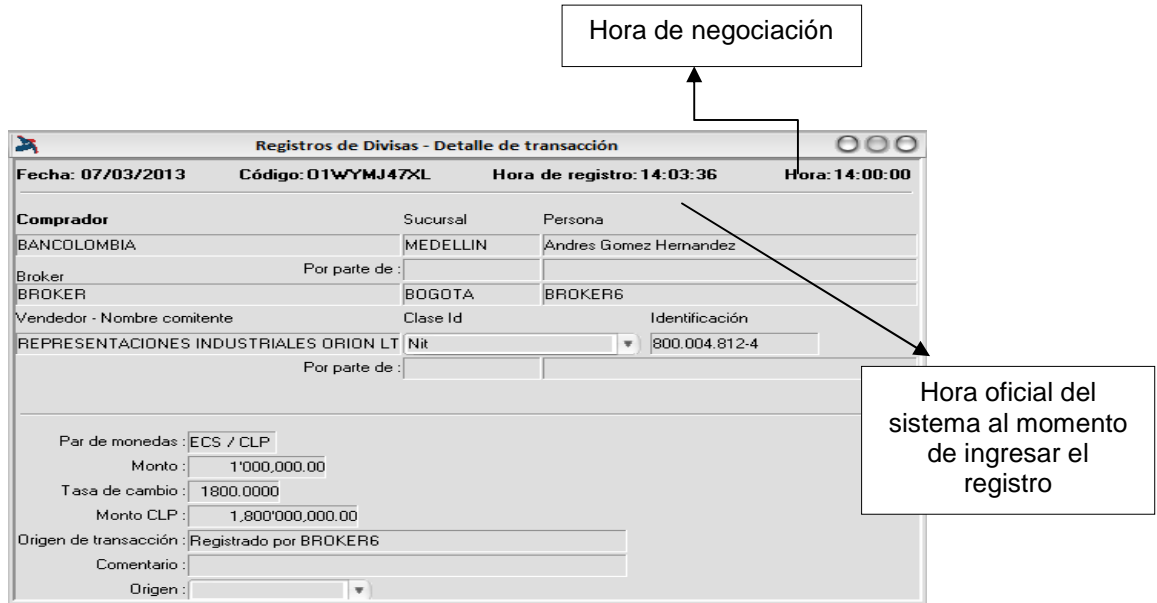 Hora de negociación
Registros de Divisas - Detalle de transacción
Fecha: 07/03/2013 Código: 01WYMJ47XL Hora de registro: 14:03:36 Hora: 14:00:00
Comprador Sucursal Persona
BANCOLOMBIA MEDELLIN Andres Gomez Hernandez
Por parte de :
Broker
BROKER BOGOTA BROKER6
Vendedor - Nombre comitente Clase Id Identificación
REPRESENTACIONES INDUSTRIALES ORION LT Nit 800.004.812-4
Por parte de :
Hora oficial del
sistema al momento
de ingresar el
registro
Par de monedas : ECS / CLP
Monto : 1'000,000.00
Tasa de cambio : 1800.0000
Monto CLP : 1,800'000,000.00
Origen de transacción : Registrado por BROKER6
Comentario :
Origen :